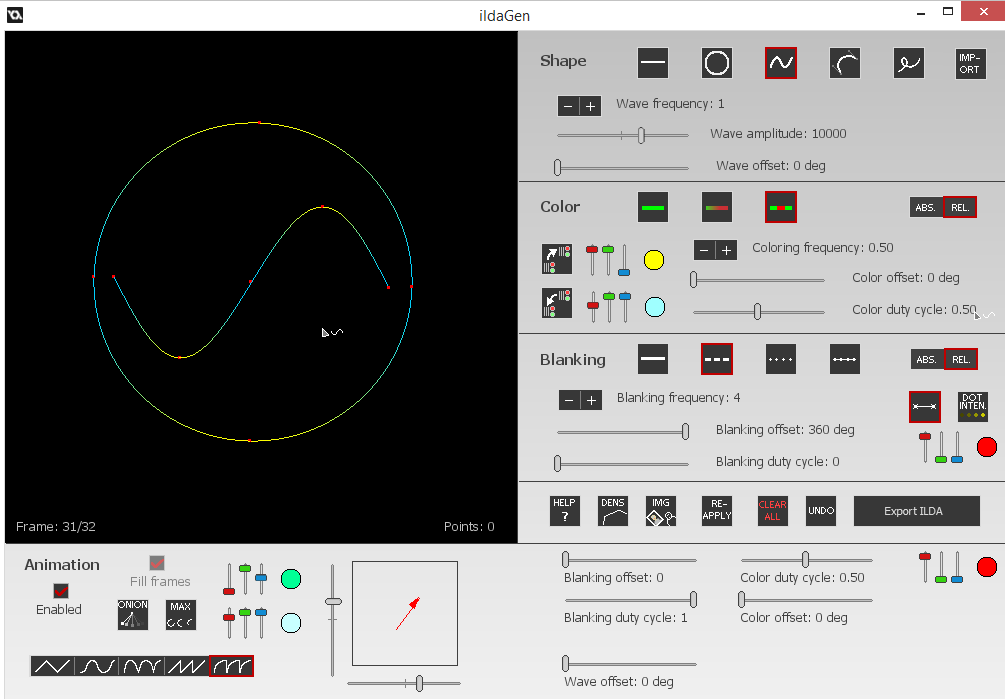 ildaGen
Shape
IMP-
ORT
Wave frequency: 1
Wave amplitude: 10000
Wave offset: 0 deg
Color
ABS. REL.
Coloring frequency: 0.50
Color offset: 0 deg
Color duty cycle: 0.50
Blanking
ABS. REL.
Blanking frequency: 4
DOT
INTEN.
Blanking offset: 360 deg
Blanking duty cycle: 0
HELP
?
DENS
IMG
RE-
APPLY
CLEAR
ALL
UNDO
Export ILDA
Frame: 31/32
Points: 0
Animation
Enabled
Fill frames
ONION
MAX
Blanking offset: 0
Color duty cycle: 0.50
Blanking duty cycle: 1
Color offset: 0 deg
Wave offset: 0 deg